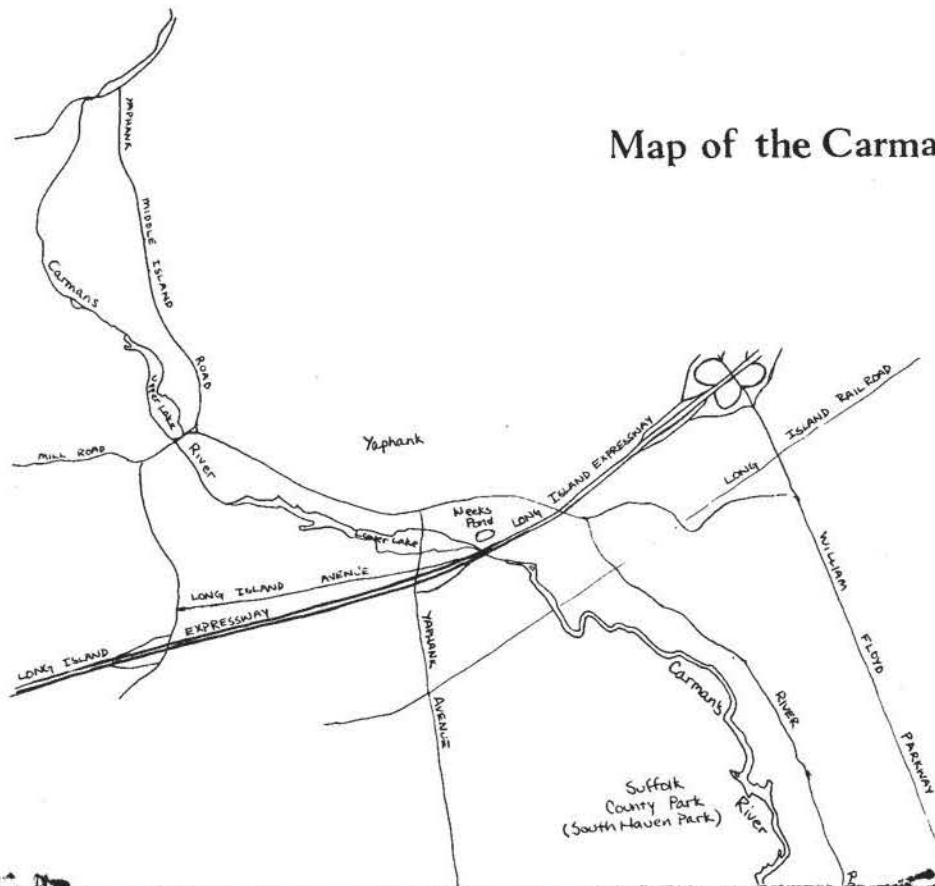 Map of the Carma
YAPHANK
MIDDLE ISLAND
ROAD
Carmans
Upper Lake
River
MILL ROAD
Yaphank
LONG ISLAND EXPRESSWAY
LONG ISLAND RAILROAD
Weeks
Pond
Lower Lake
LONG ISLAND AVENUE
LONG ISLAND EXPRESSWAY
YAPHANK
AVENUE
WILLIAM
FLOYD
PARKWAY
Carmans
River
RIVER
R
Suffolk
County Park
(South Haven Park)